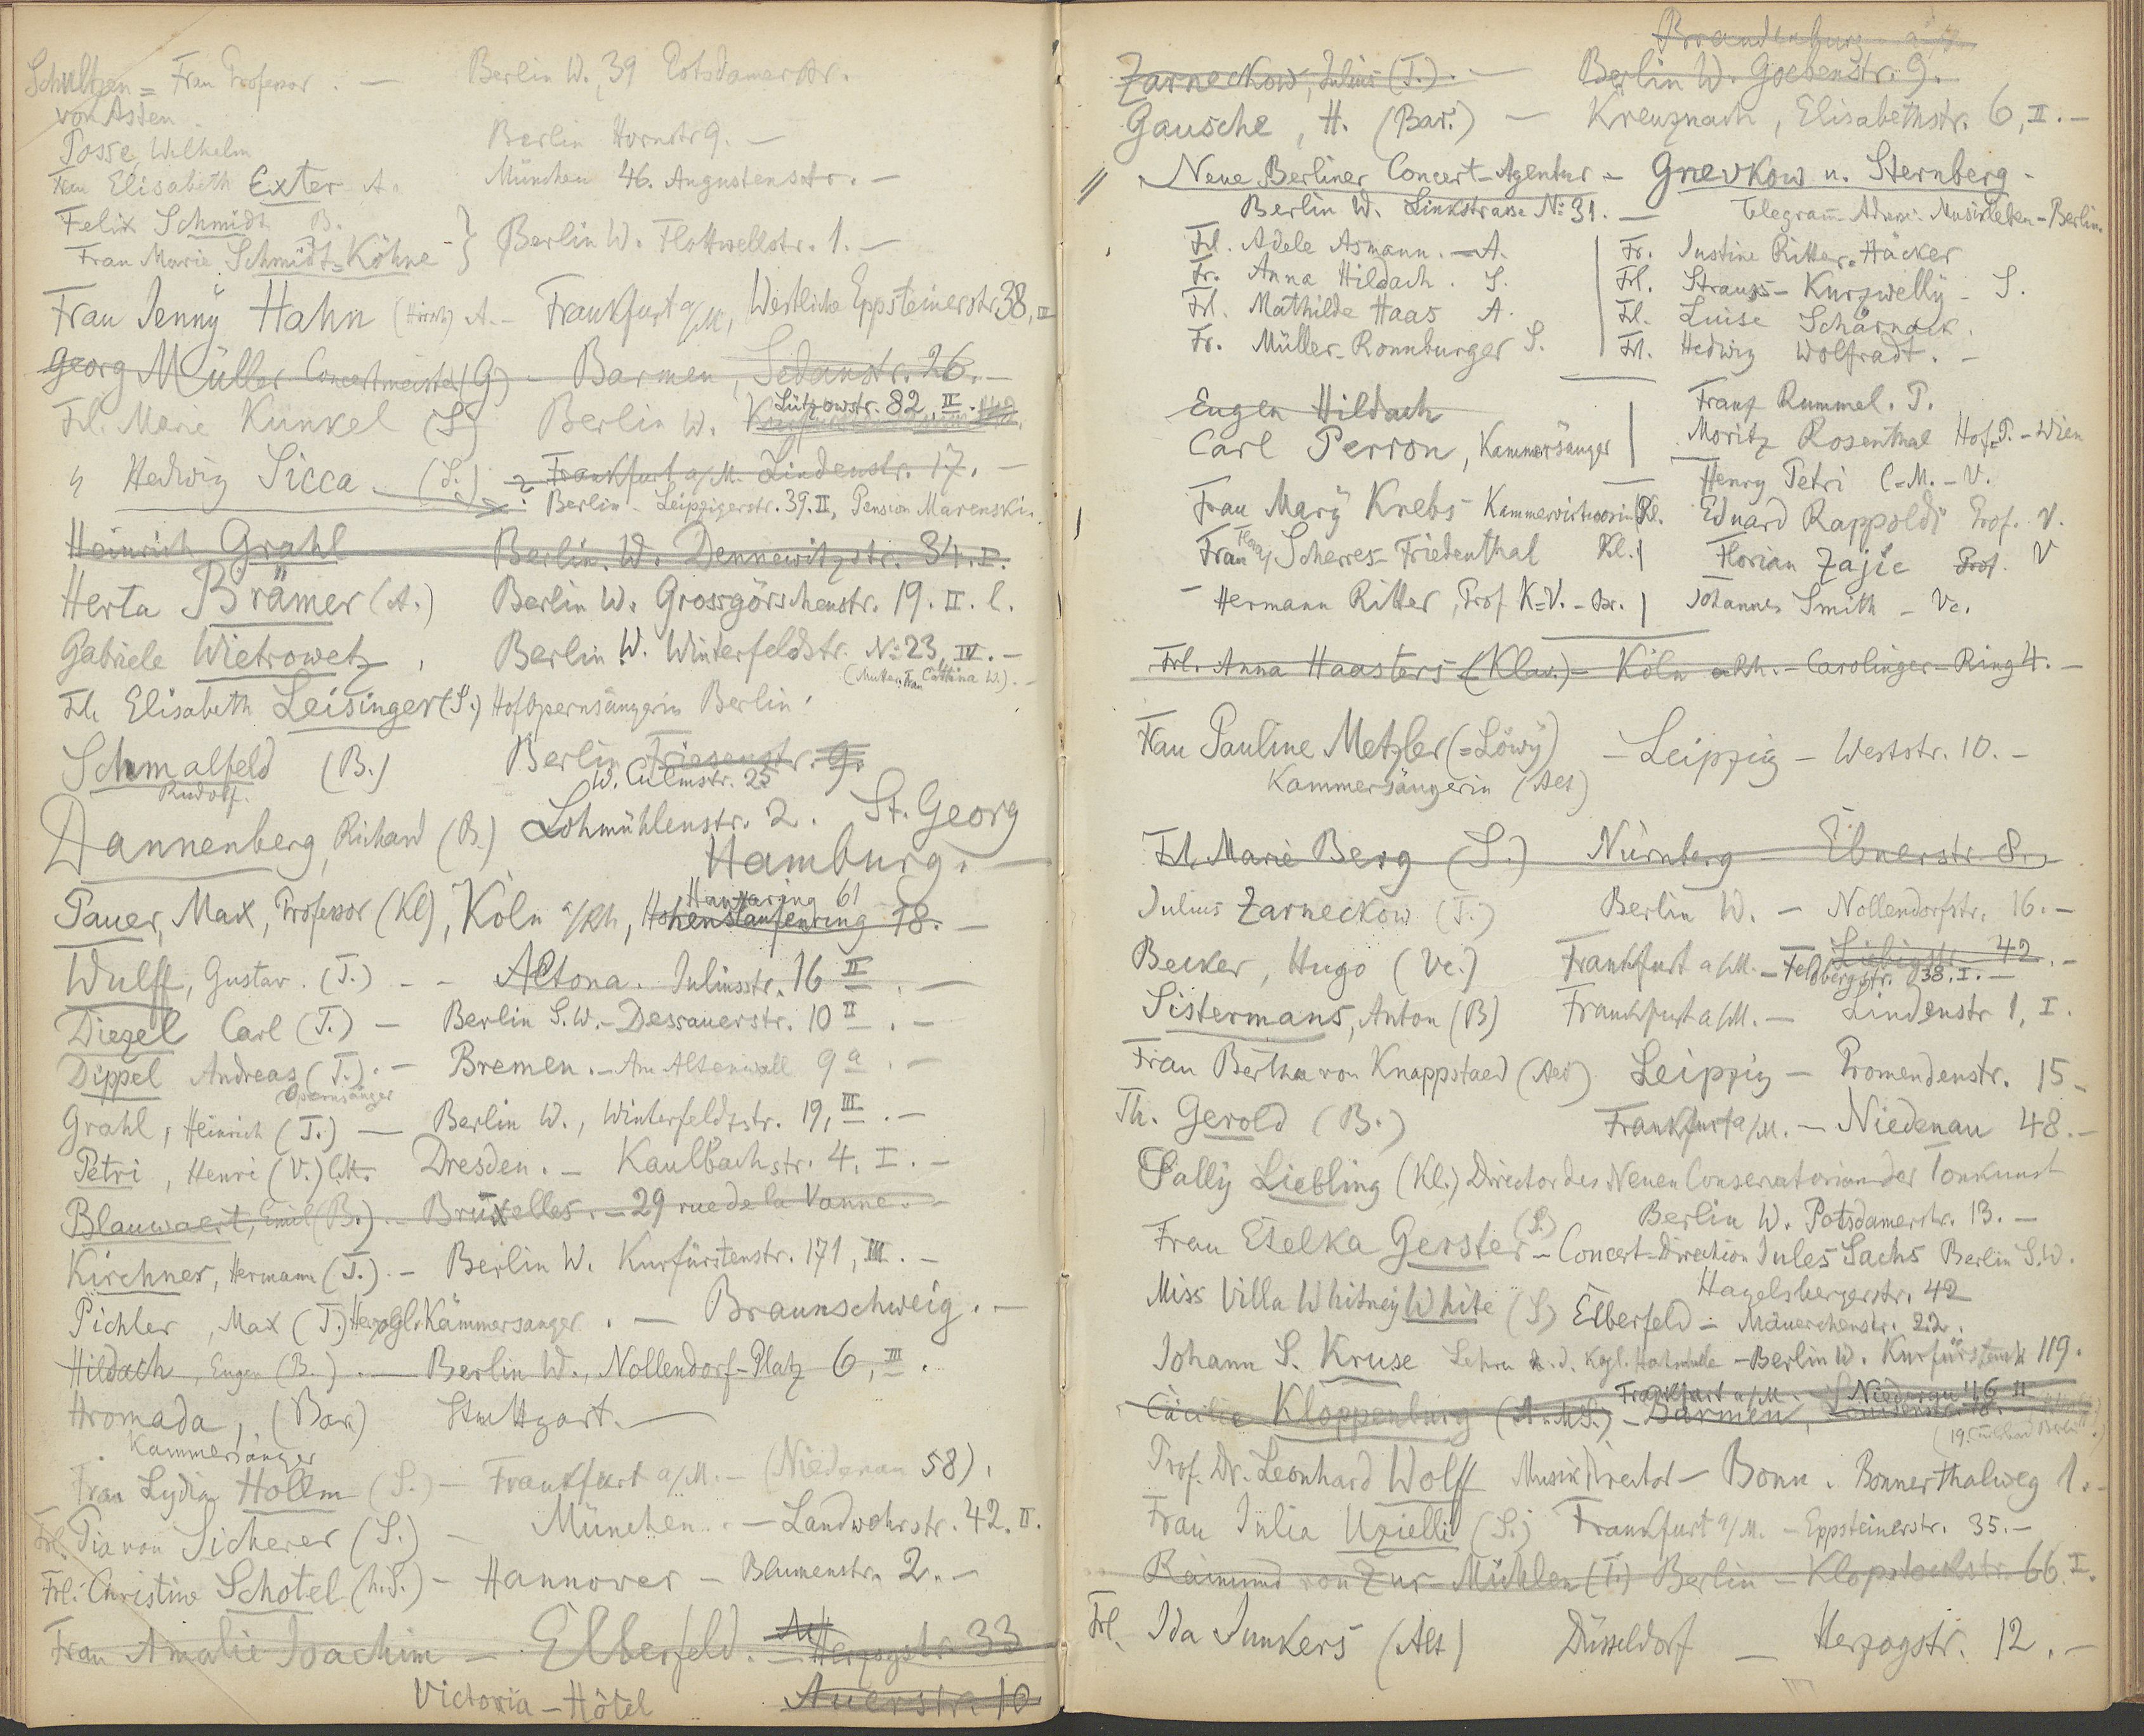 Schultzen= Frau Professor. — Berlin W. 39 Potsdamerstr.
von Asten.
Posse, Wilhelm Berlin Hornstr 9. —
Frau Elisabeth Exter A. München 46. Augustenstr. —
Felix Schmidt B.
Frau Marie Schmidt=Köhne - } Berlin W. Flottwellstr. 1. —
Frau Jenny Hahn A. — Frankfurt a/M, Westliche Eppsteinerstr. 38, III
Georg Müller Concertmeister (G) — Barmen, Sedanstr. 26. —
Lützowstr. 82, II.
Frl. Marie Kunkel (S) Berlin W.
" Hedwig Sicca (S.) ? Frankfurt a/M. Lindenstr. 17. —
Berlin - Leipzigerstr. 39. II, Pension Marenski.
Heinrich Grahl Berlin. W. Dennewitzstr. 34. I.
Herta Brämer (A.) Berlin W. Grossgörschenstr. 19. II. l.
Gabriele Wietrowetz, Berlin W. Winterfeldstr. No 23, IV. —
(Mutter: Frau Cattina W.). —
Frl. Elisabeth Leisinger (S.) Hofopernsängerin Berlin.
Schmalfeld (B.) Berlin Friesenstr. 9.
Rudolf. W. Culmstr. 25
Dannenberg, Richard (B.) Lohmühlenstr. 2. St. Georg
Hamburg. —
Hansaring 61
Pauer, Max, Professor (Kl), Köln a/Rh, Hohenstaufenring 18. —
Wulff, Gustav. (T.) - - Altona. Juliusstr. 16 II. —
Diezel Carl (T.) — Berlin S.W. - Dessauerstr. 10 II. —
Dippel Andreas (T.). — Bremen. — Am Altenwall 9a. —
Opernsänger
Grahl, Heinrich (T.) — Berlin W., Winterfeldtstr. 19, III. —
Petri, Henri (V.) C.M. Dresden. — Kaulbachstr. 4, I. —
Blauwaert, Emil (B.). — Bruxelles. — 29 rue de la Vanne. —
Kirchner, Hermann (T.). — Berlin W. Kurfürstenstr. 171, III. —
Pichler, Max (T.) Herzogl. Kammersänger. — Braunschweig. —
Hildach, Eugen (B.). — Berlin W., Nollendorf-Platz 6, III.
Hromada, (Bar.) Stuttgart. —
Kammersänger
Frau Lydia Hollm (S.) — Frankfurt a/M. — (Niedenau 58).
Frl. Pia von Sicherer (S.) — München. — Landwehrstr. 42. II.
Frl. Christine Schotel (h.S.) — Hannover — Blumenstr. 2. —
Frau Amalie Joachim — Elberfeld. — Herzogstr. 33
Victoria-Hôtel Auerstr. 10
Brandenburg a/H.
Zarneckow, Julius (T.). — Berlin W. Goebenstr. 9.
Gausche, H. (Bar.) — Kreuznach, Elisabethstr. 6, II. —
Neue Berliner Concert-Agentur - Gnevkow u. Sternberg -
Berlin W. Linkstrasse No 31. — Telegram-Adresse: Musikleben-Berlin.
Frl. Adele Asmann. — A. | Fr. Justine Ritter=Häcker
Fr. Anna Hildach. S. | Frl. Strauss-Kurzwelly - S.
Frl. Mathilde Haas A. | Frl. Luise Schärnack.
Fr. Müller-Ronnburger S. | Frl. Hedwig Wolfradt. —
Eugen Hildach Franz Rummel. P.
Carl Perron, Kammersänger | Moritz Rosenthal Hof=P. - Wien
Henry Petri C-M. - V.
Frau Mary Krebs - Kammervirtuosin Kl. Eduard Rappoldi Prof. V.
Frau Flora Scherres-Friedenthal Kl. | Florian Zajic Prof. V
Hermann Ritter, Prof K=V. - Br. | Johannes Smith - Vc.
Frl. Anna Haasters (Klav.) — Köln a/Rh. — Carolinger-Ring 4. —
Frau Pauline Metzler (=Löwy) — Leipzig — Weststr. 10. —
Kammersängerin (Alt)
Frl. Marie Berg (S.) Nürnberg — Ebnerstr. 8.
Julius Zarneckow (T.) Berlin W. — Nollendorfstr. 16. —
Becker, Hugo (Vc.) Frankfurt a/M. — Liebigstr. 42. —
Feldbergstr. 38, I. —
Sistermans, Anton (B) Frankfurt a/M. — Lindenstr 1, I.
Frau Bertha von Knappstaedt (Alt) Leipzig — Promendenstr. 15 —
Th. Gerold (B.) Frankfurt a/M. — Niedenau 48. —
Sally Liebling (Kl.) Director des Neuen Conservatorium der Tonkunst
Berlin W. Potsdamerstr. 13. —
Frau Etelka Gerster (S.) — Concert-Direction Jules Sachs Berlin S.W.
Hagelsbergerstr. 42
Miss Villa Whitney White (S) Elberfeld — Mäuerchenstr. 22.
Johann S. Kruse Lehrer a. d. Kgl. Hochschule - Berlin W. Kurfürstenstr 119.
Frankfurt a/M. Niedenau 46 II
Cäcilie Kloppenburg (A. u. MS.) — Barmen,
Prof. Dr. Leonhard Wolff Musikdirector — Bonn. Bonnerthalweg 1. —
Frau Julia Uzielli (S.) Frankfurt a/M. — Eppsteinerstr. 35. —
Raimund von Zur-Mühlen (T.) Berlin — Klopstockstr. 66. I.
Frl. Ida Junkers (Alt) Düsseldorf — Herzogstr. 12. —